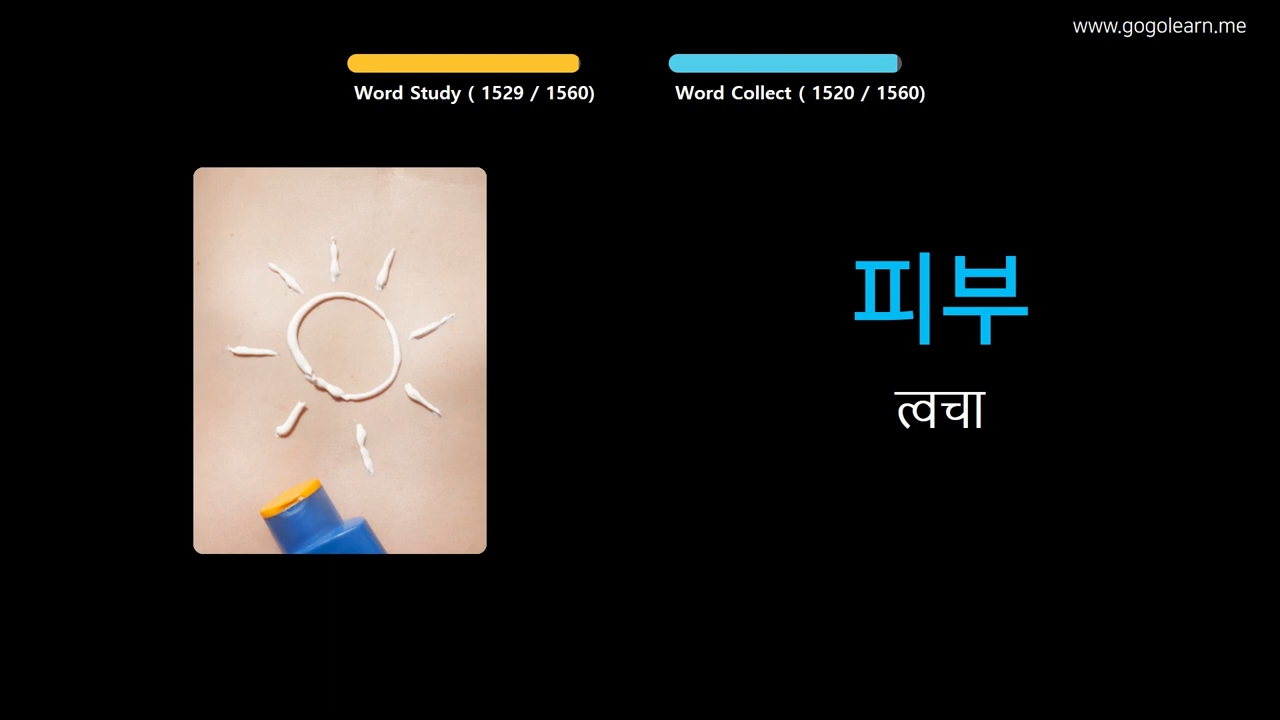 www.gogolearn.me
Word Study ( 1529 / 1560)
Word Collect ( 1520 / 1560)
피부
त्वचा